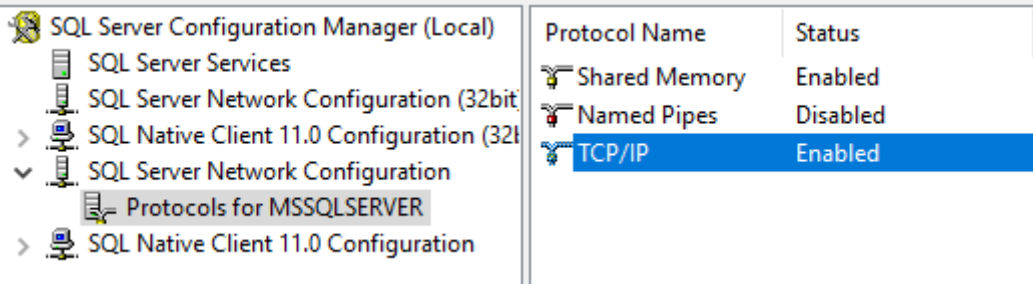 SQL Server Configuration Manager (Local)
SQL Server Services
SQL Server Network Configuration (32bit
SQL Native Client 11.0 Configuration (32b
SQL Server Network Configuration
Protocols for MSSQLSERVER
SQL Native Client 11.0 Configuration
Protocol Name Status
Shared Memory Enabled
Named Pipes Disabled
TCP/IP Enabled